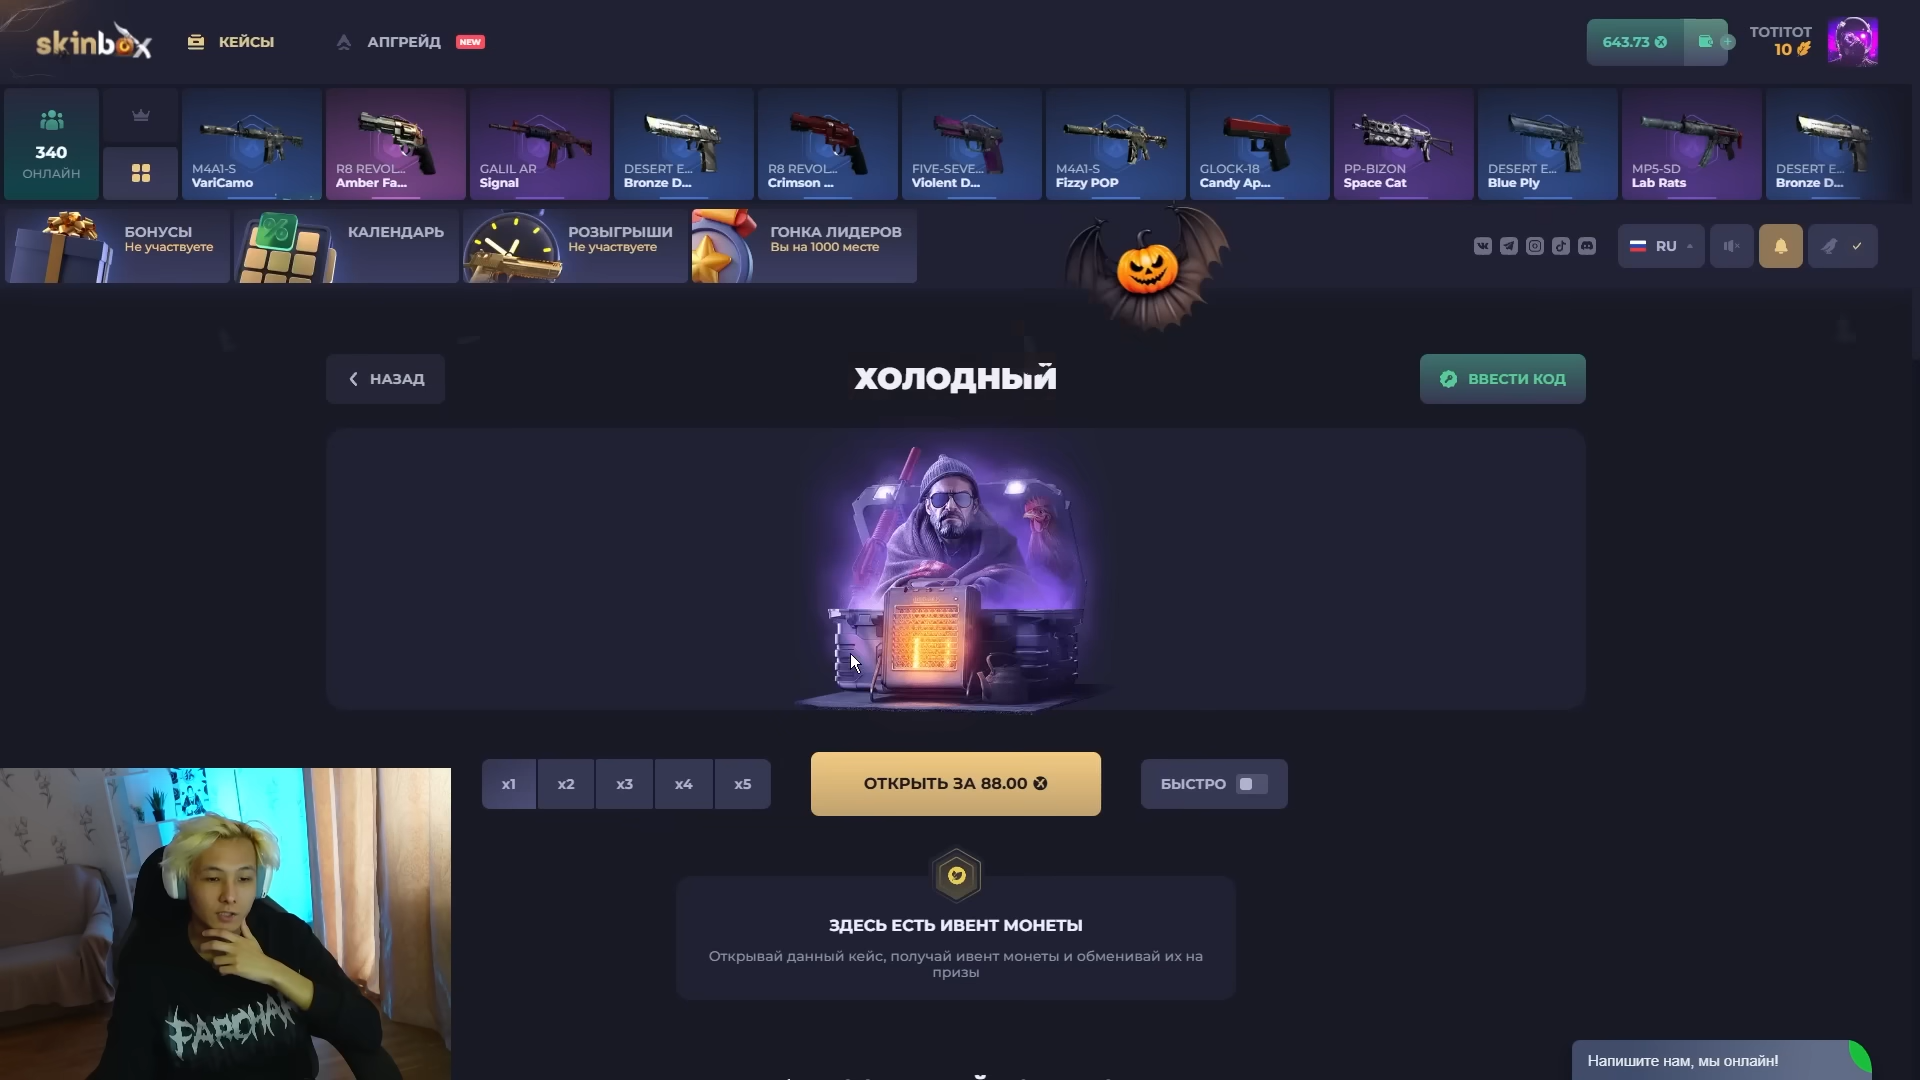 skinbox
КЕЙСЫ
АПГРЕЙД
NEW
643.73
TOTITOT
10
340
ОНЛАЙН
M4A1-S
VariCamo
R8 REVOL...
Amber Fa...
GALIL AR
Signal
DESERT E...
Bronze D...
R8 REVOL...
Crimson ...
FIVE-SEVE...
Violent D...
M4A1-S
Fizzy POP
GLOCK-18
Candy Ap...
PP-BIZON
Space Cat
DESERT E...
Blue Ply
MP5-SD
Lab Rats
DESERT E...
Bronze D...
БОНУСЫ
Не участвуете
КАЛЕНДАРЬ
РОЗЫГРЫШИ
Не участвуете
ГОНКА ЛИДЕРОВ
Вы на 1000 месте
RU
НАЗАД
ХОЛОДНЫЙ
ВВЕСТИ КОД
x1
x2
x3
x4
x5
ОТКРЫТЬ ЗА 88.00
БЫСТРО
ЗДЕСЬ ЕСТЬ ИВЕНТ МОНЕТЫ
Открывай данный кейс, получай ивент монеты и обменивай их на
призы
Напишите нам, мы онлайн!